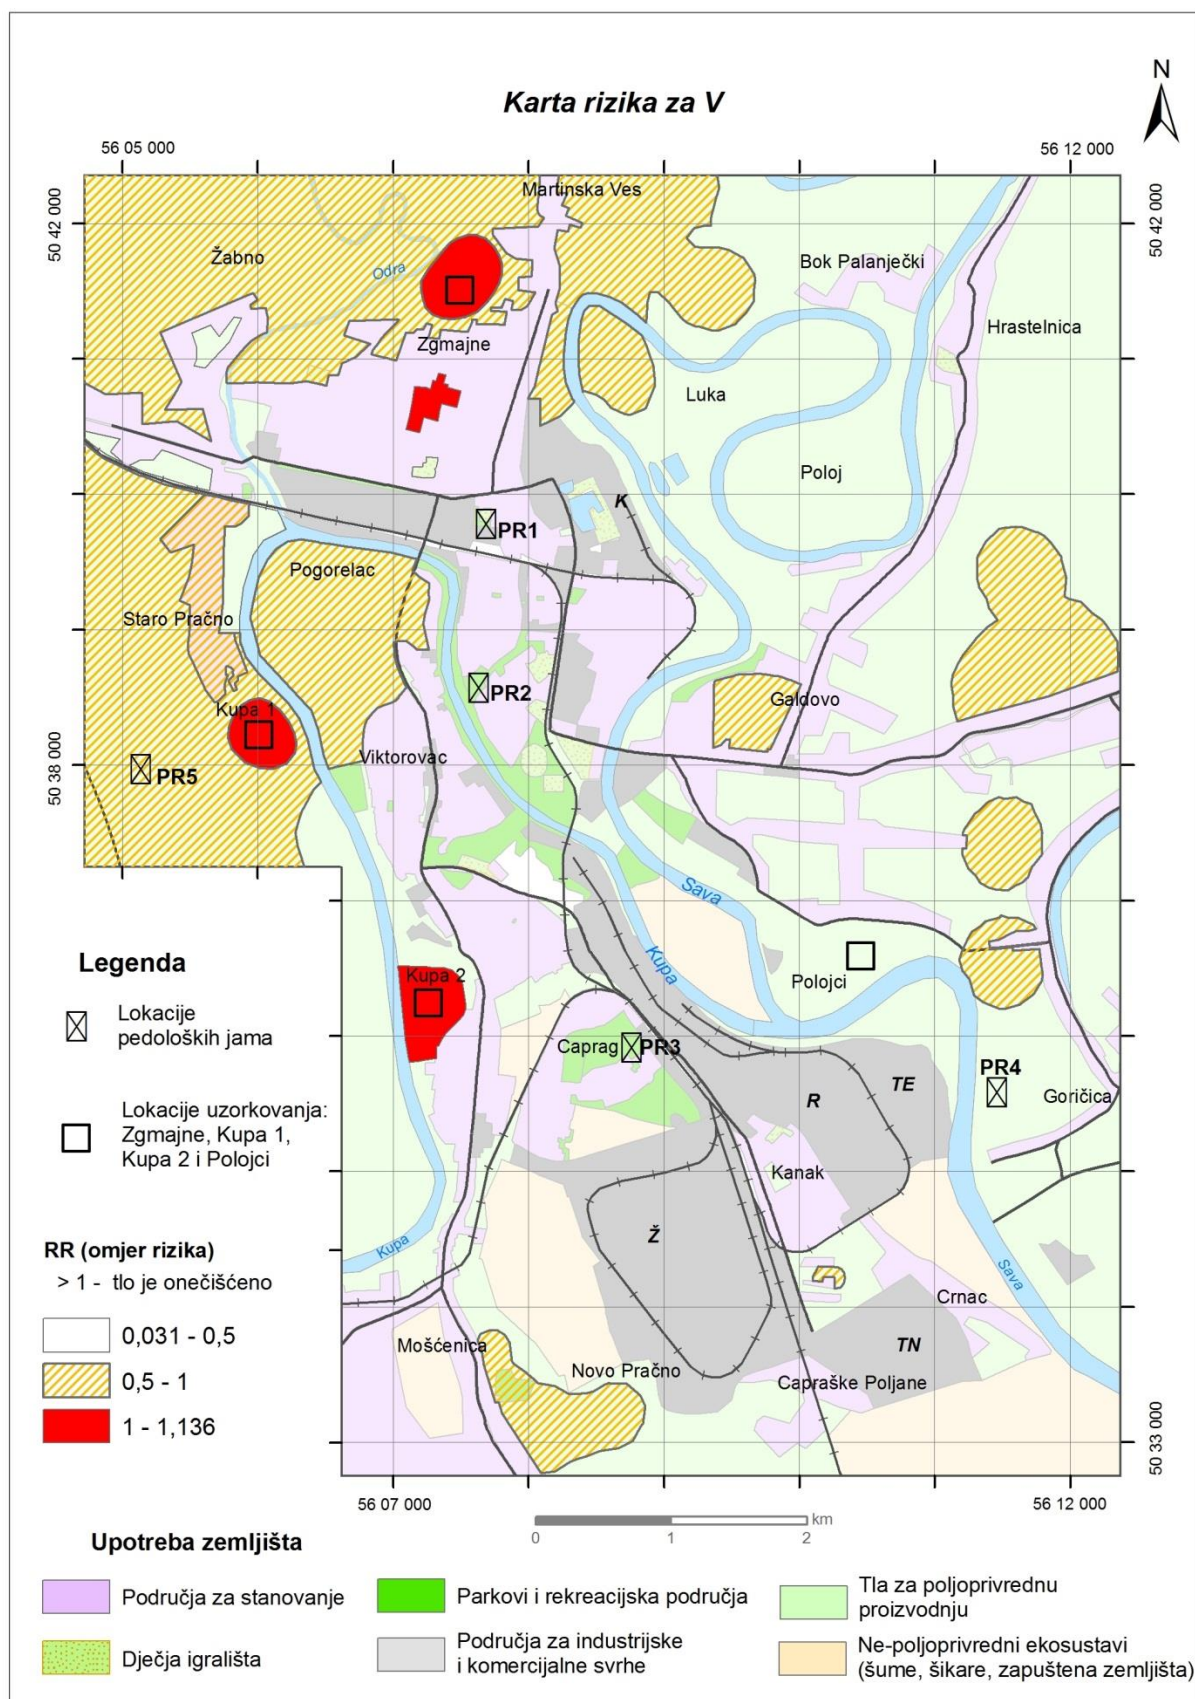 Karta rizika za V
N
56 05 000
56 12 000
50 42 000
50 42 000
Martinska Ves
Žabno
Odra
Bok Palanječki
Hrastelnica
Zgmajne
Luka
Poloj
K
PR1
Pogorelac
Staro Pračno
PR2
Galdovo
Kupa 1
Viktorovac
PR5
50 38 000
50 38 000
Sava
Kupa
Kupa 2
Polojci
Caprag
PR3
PR4
TE
R
Goričica
Kanak
Ž
Kupa
Sava
Crnac
Mošćenica
Novo Pračno
TN
Capraške Poljane
50 33 000
56 07 000
56 12 000
0
1
2
km
Legenda
Lokacije
pedoloških jama
Lokacije uzorkovanja:
Zgmajne, Kupa 1,
Kupa 2 i Polojci
RR (omjer rizika)
> 1 - tlo je onečišćeno
0,031 - 0,5
0,5 - 1
1 - 1,136
Upotreba zemljišta
Područja za stanovanje
Dječja igrališta
Parkovi i rekreacijska područja
Područja za industrijske
i komercijalne svrhe
Tla za poljoprivrednu
proizvodnju
Ne-poljoprivredni ekosustavi
(šume, šikare, zapuštena zemljišta)